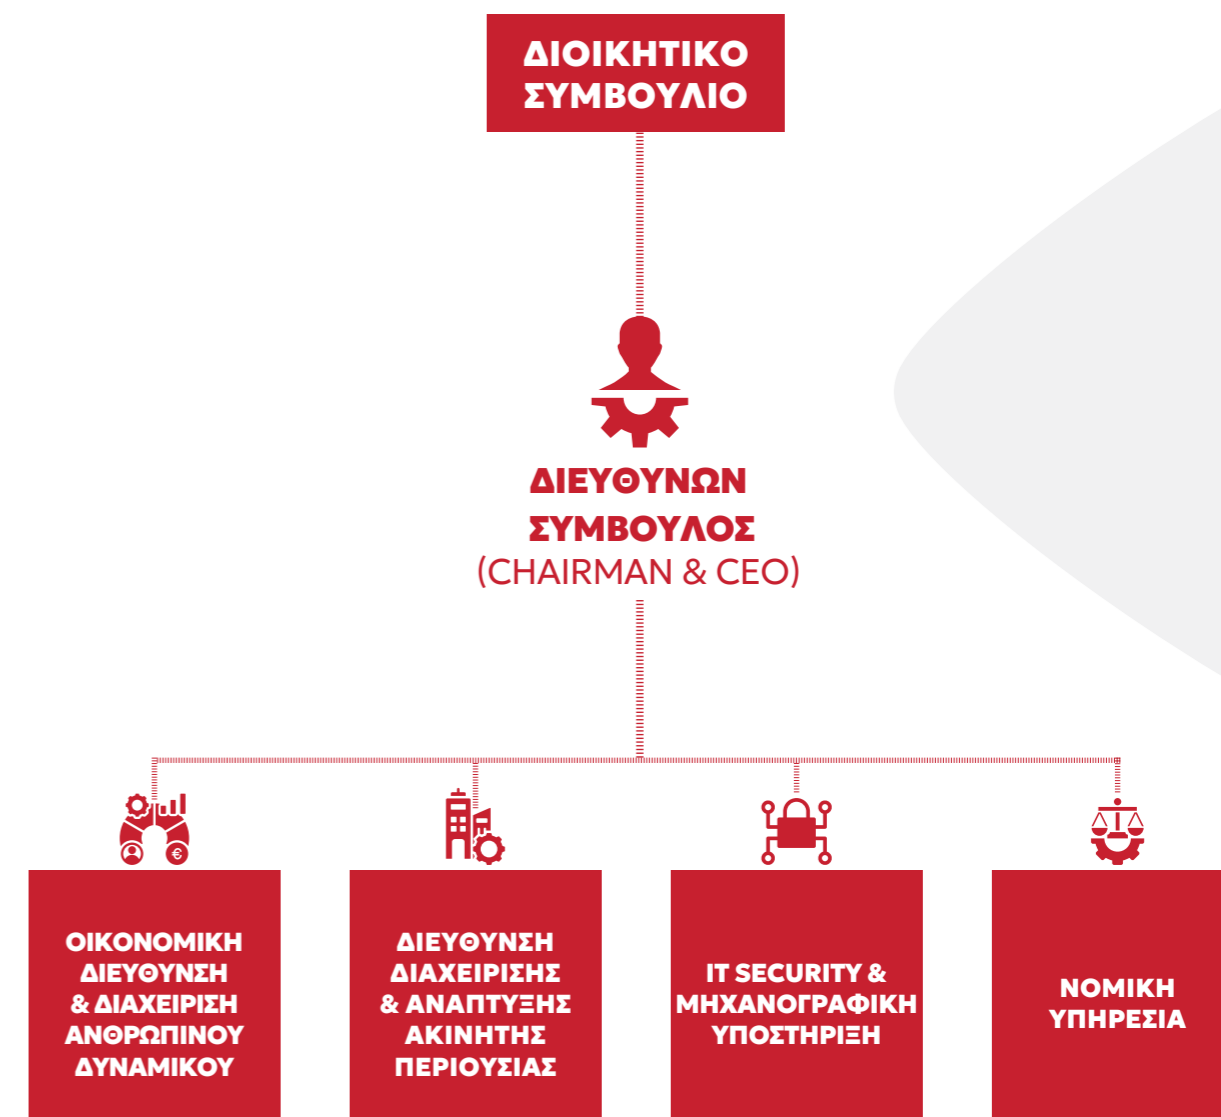 ΔΙΟΙΚΗΤΙΚΟ
ΣΥΜΒΟΥΛΙΟ
ΔΙΕΥΘΥΝΩΝ
ΣΥΜΒΟΥΛΟΣ
(CHAIRMAN & CEO)
€
ΟΙΚΟΝΟΜΙΚΗ
ΔΙΕΥΘΥΝΣΗ
& ΔΙΑΧΕΙΡΙΣΗ
ΑΝΘΡΩΠΙΝΟΥ
ΔΥΝΑΜΙΚΟΥ
ΔΙΕΥΘΥΝΣΗ
ΔΙΑΧΕΙΡΙΣΗΣ
& ΑΝΑΠΤΥΞΗΣ
ΑΚΙΝΗΤΗΣ
ΠΕΡΙΟΥΣΙΑΣ
IT SECURITY &
ΜΗΧΑΝΟΓΡΑΦΙΚΗ
ΥΠΟΣΤΗΡΙΞΗ
ΝΟΜΙΚΗ
ΥΠΗΡΕΣΙΑ